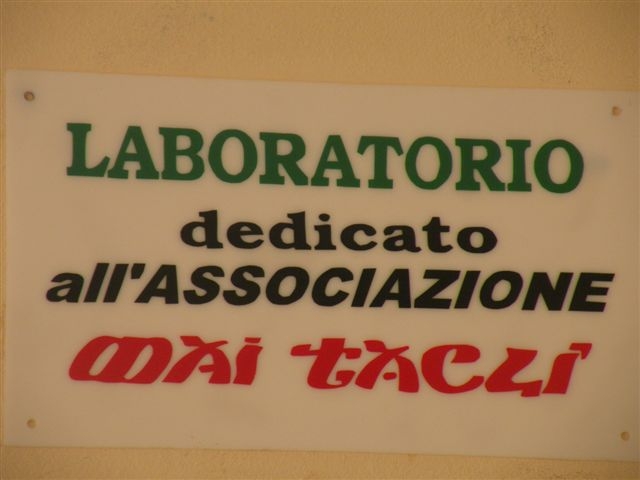 LABORATORIO
dedicato
all'ASSOCIAZIONE
MAi TACLI'